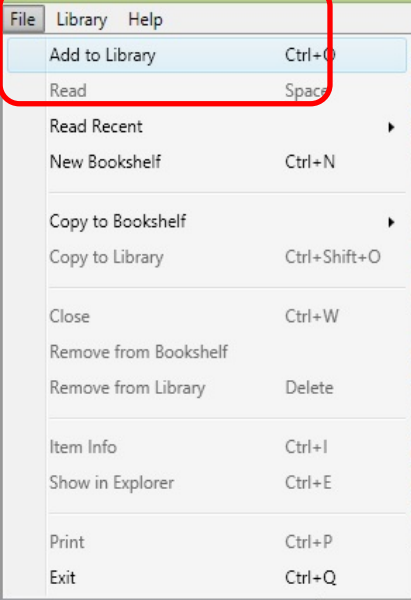 File Library Help
Add to Library Ctrl+O
Read Space
Read Recent
New Bookshelf Ctrl+N
Copy to Bookshelf
Copy to Library Ctrl+Shift+O
Close Ctrl+W
Remove from Bookshelf
Remove from Library Delete
Item Info Ctrl+I
Show in Explorer Ctrl+E
Print Ctrl+P
Exit Ctrl+Q